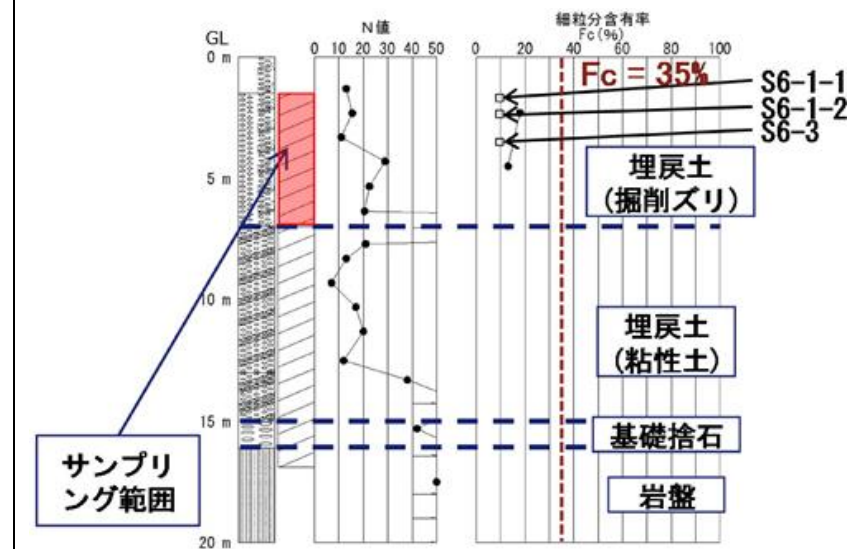 GL
N値
細粒分含有率
Fc(%)
0 10 20 30 40 50
0 20 40 60 80 100
0 m
Fc = 35%
S6-1-1
S6-1-2
S6-3
5 m
埋戻土
(掘削ズリ)
10 m
埋戻土
(粘性土)
15 m
基礎捨石
サンプリ
ング範囲
岩盤
20 m